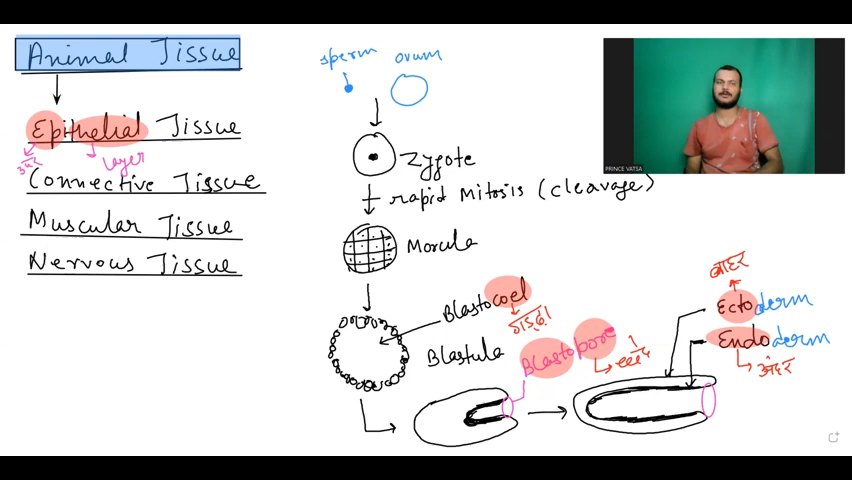 Animal Tissue
Epithelial Tissue
ऊपर
layer
Connective Tissue
Muscular Tissue
Nervous Tissue
sperm ovum
Zygote
rapid Mitosis (cleavage)
Morula
Blastocoel
Blastula
Blastopore
बाहर
Ectoderm
Endoderm
अंदर
PRINCE VATSA